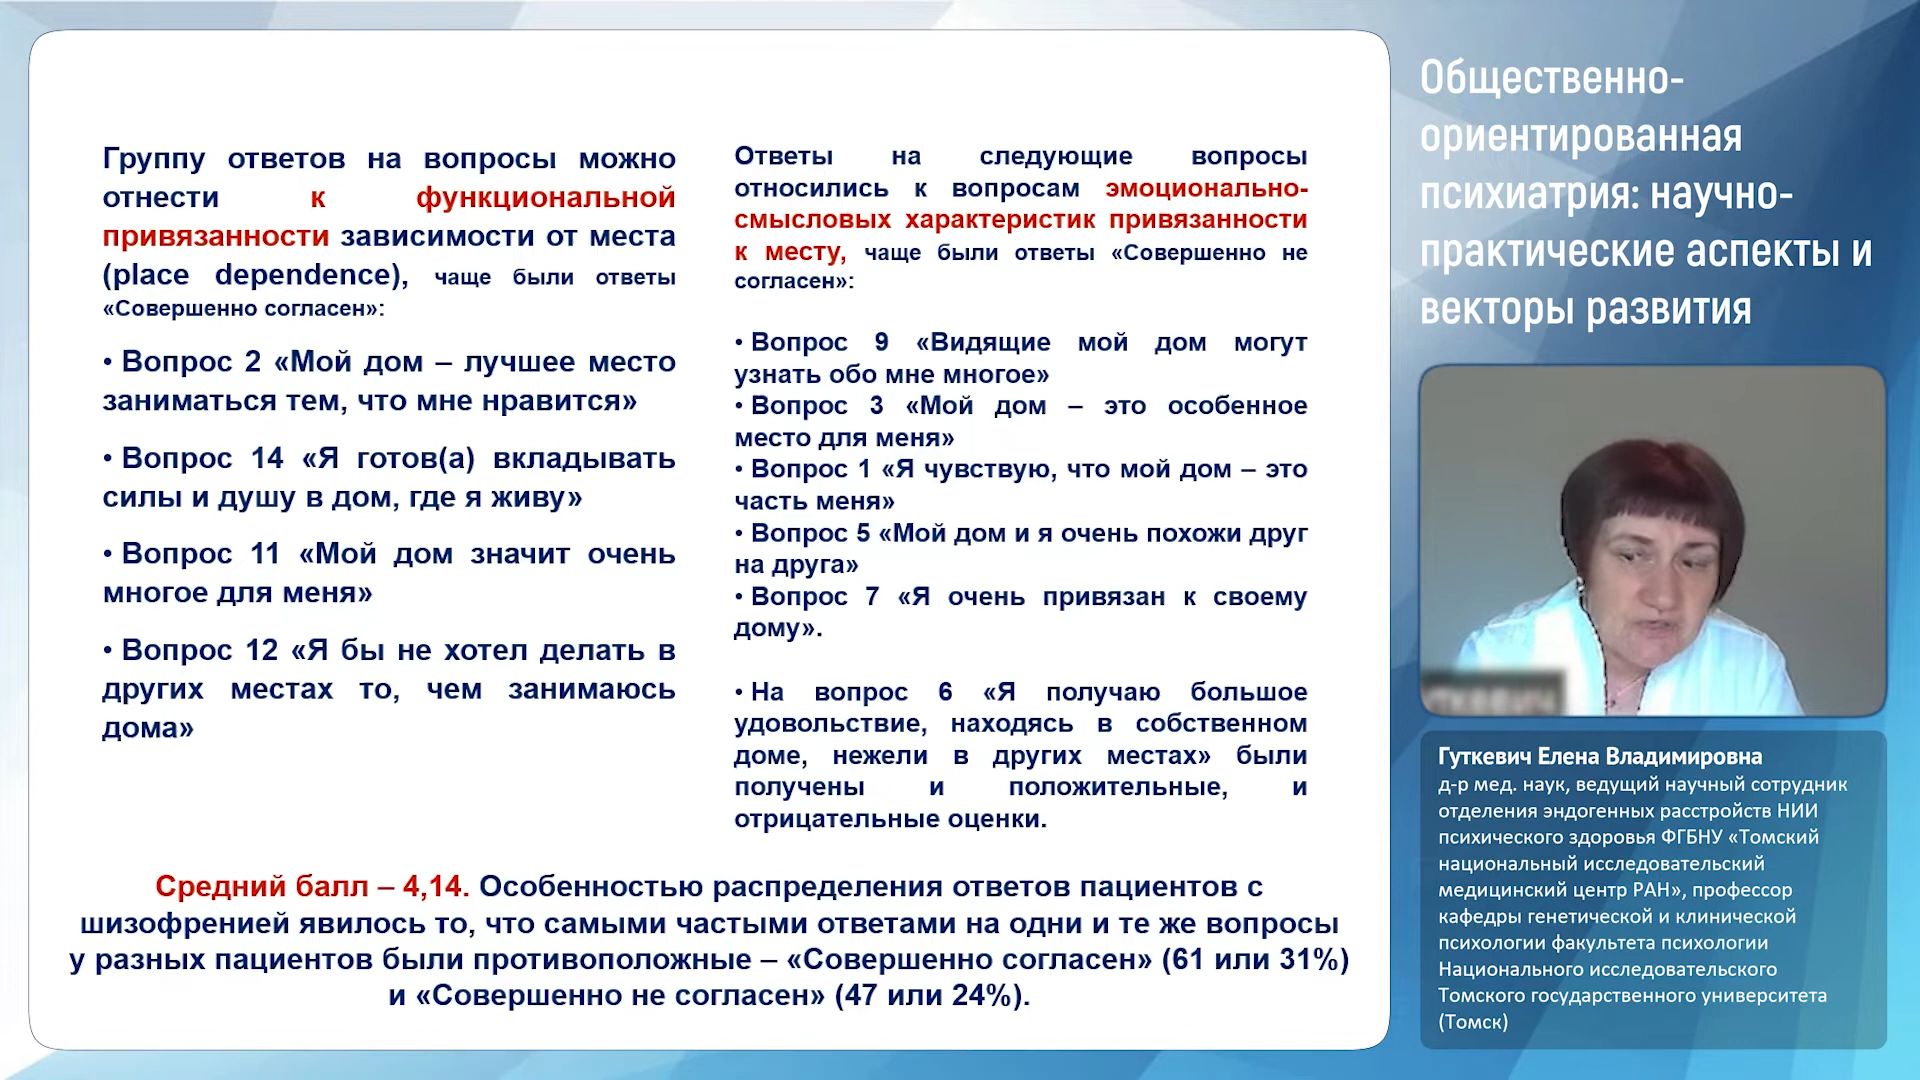 Группу ответов на вопросы можно
отнести к функциональной
привязанности зависимости от места
(place dependence), чаще были ответы
«Совершенно согласен»:
• Вопрос 2 «Мой дом – лучшее место
заниматься тем, что мне нравится»
• Вопрос 14 «Я готов(а) вкладывать
силы и душу в дом, где я живу»
• Вопрос 11 «Мой дом значит очень
многое для меня»
• Вопрос 12 «Я бы не хотел делать в
других местах то, чем занимаюсь
дома»
Ответы на следующие вопросы
относились к вопросам эмоционально-
смысловых характеристик привязанности
к месту, чаще были ответы «Совершенно не
согласен»:
• Вопрос 9 «Видящие мой дом могут
узнать обо мне многое»
• Вопрос 3 «Мой дом – это особенное
место для меня»
• Вопрос 1 «Я чувствую, что мой дом – это
часть меня»
• Вопрос 5 «Мой дом и я очень похожи друг
на друга»
• Вопрос 7 «Я очень привязан к своему
дому».
• На вопрос 6 «Я получаю большое
удовольствие, находясь в собственном
доме, нежели в других местах» были
получены и положительные, и
отрицательные оценки.
Средний балл – 4,14. Особенностью распределения ответов пациентов с
шизофренией явилось то, что самыми частыми ответами на одни и те же вопросы
у разных пациентов были противоположные – «Совершенно согласен» (61 или 31%)
и «Совершенно не согласен» (47 или 24%).
Общественно-
ориентированная
психиатрия: научно-
практические аспекты и
векторы развития
Гуткевич Елена Владимировна
д-р мед. наук, ведущий научный сотрудник
отделения эндогенных расстройств НИИ
психического здоровья ФГБНУ «Томский
национальный исследовательский
медицинский центр РАН», профессор
кафедры генетической и клинической
психологии факультета психологии
Национального исследовательского
Томского государственного университета
(Томск)